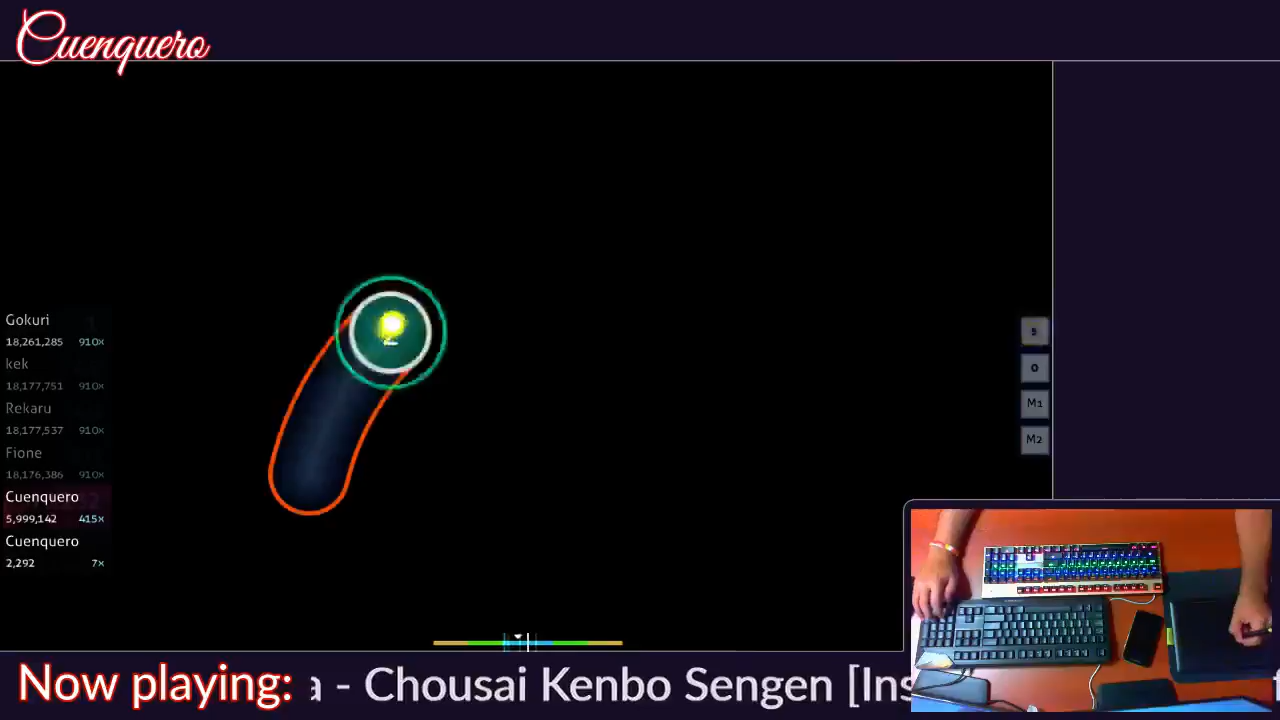 Cuenquero
Gokuri
18,261,285 910x
kek
18,177,751 910x
Rekaru
18,177,537 910x
Fione
18,176,386 910x
Cuenquero
5,999,142 415x
Cuenquero
2,292 7x
M1
M2
Now playing: a - Chousai Kenbo Sengen [Ins